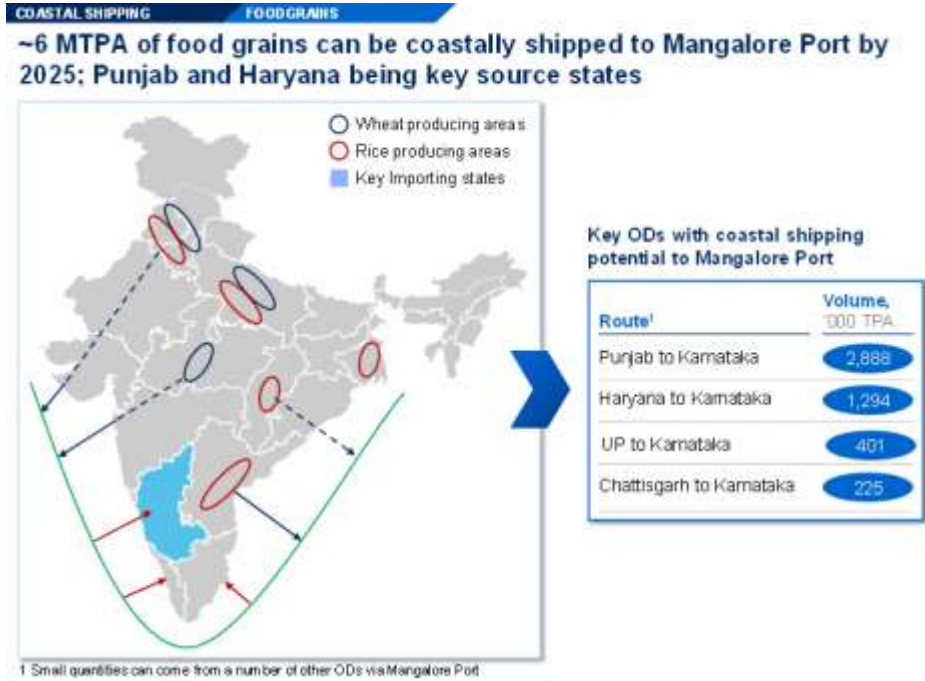 COASTAL SHIPPING
FOODGRAINS
~6 MTPA of food grains can be coastally shipped to Mangalore Port by
2025; Punjab and Haryana being key source states
Wheat producing areas
Rice producing areas
Key Importing states
Key ODs with coastal shipping
potential to Mangalore Port
Route¹ Volume, '000 TPA
Punjab to Karnataka 2,888
Haryana to Karnataka 1,294
UP to Karnataka 401
Chattisgarh to Karnataka 225
1 Small quantities can come from a number of other ODs via Mangalore Port